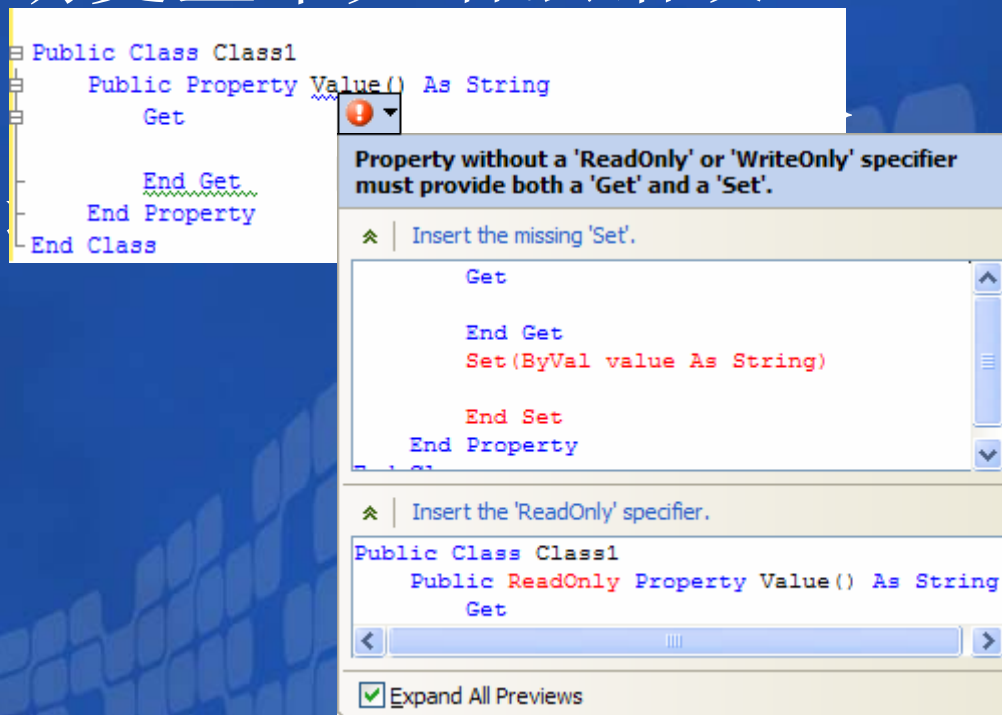 Public Class Class1
Public Property Value() As String
Get
End Get
End Property
End Class
Property without a 'ReadOnly' or 'WriteOnly' specifier
must provide both a 'Get' and a 'Set'.
Insert the missing 'Set'.
Get
End Get
Set(ByVal value As String)
End Set
End Property
Insert the 'ReadOnly' specifier.
Public Class Class1
Public ReadOnly Property Value() As String
Get
Expand All Previews